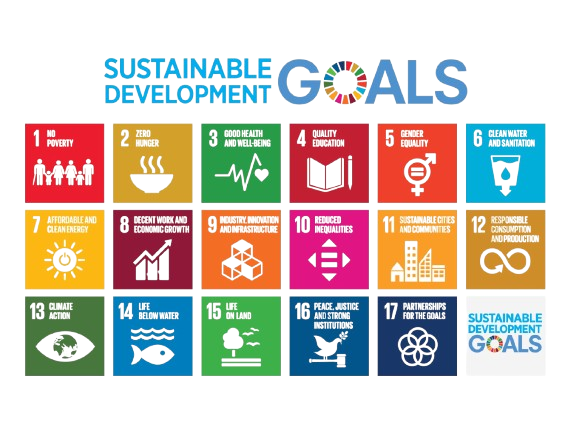 SUSTAINABLE
DEVELOPMENT
GOALS
1 NO
POVERTY
2 ZERO
HUNGER
3 GOOD HEALTH
AND WELL-BEING
4 QUALITY
EDUCATION
5 GENDER
EQUALITY
6 CLEAN WATER
AND SANITATION
7 AFFORDABLE AND
CLEAN ENERGY
8 DECENT WORK AND
ECONOMIC GROWTH
9 INDUSTRY, INNOVATION
AND INFRASTRUCTURE
10 REDUCED
INEQUALITIES
11 SUSTAINABLE CITIES
AND COMMUNITIES
12 RESPONSIBLE
CONSUMPTION
AND PRODUCTION
13 CLIMATE
ACTION
14 LIFE
BELOW WATER
15 LIFE
ON LAND
16 PEACE, JUSTICE
AND STRONG
INSTITUTIONS
17 PARTNERSHIPS
FOR THE GOALS
SUSTAINABLE
DEVELOPMENT
GOALS